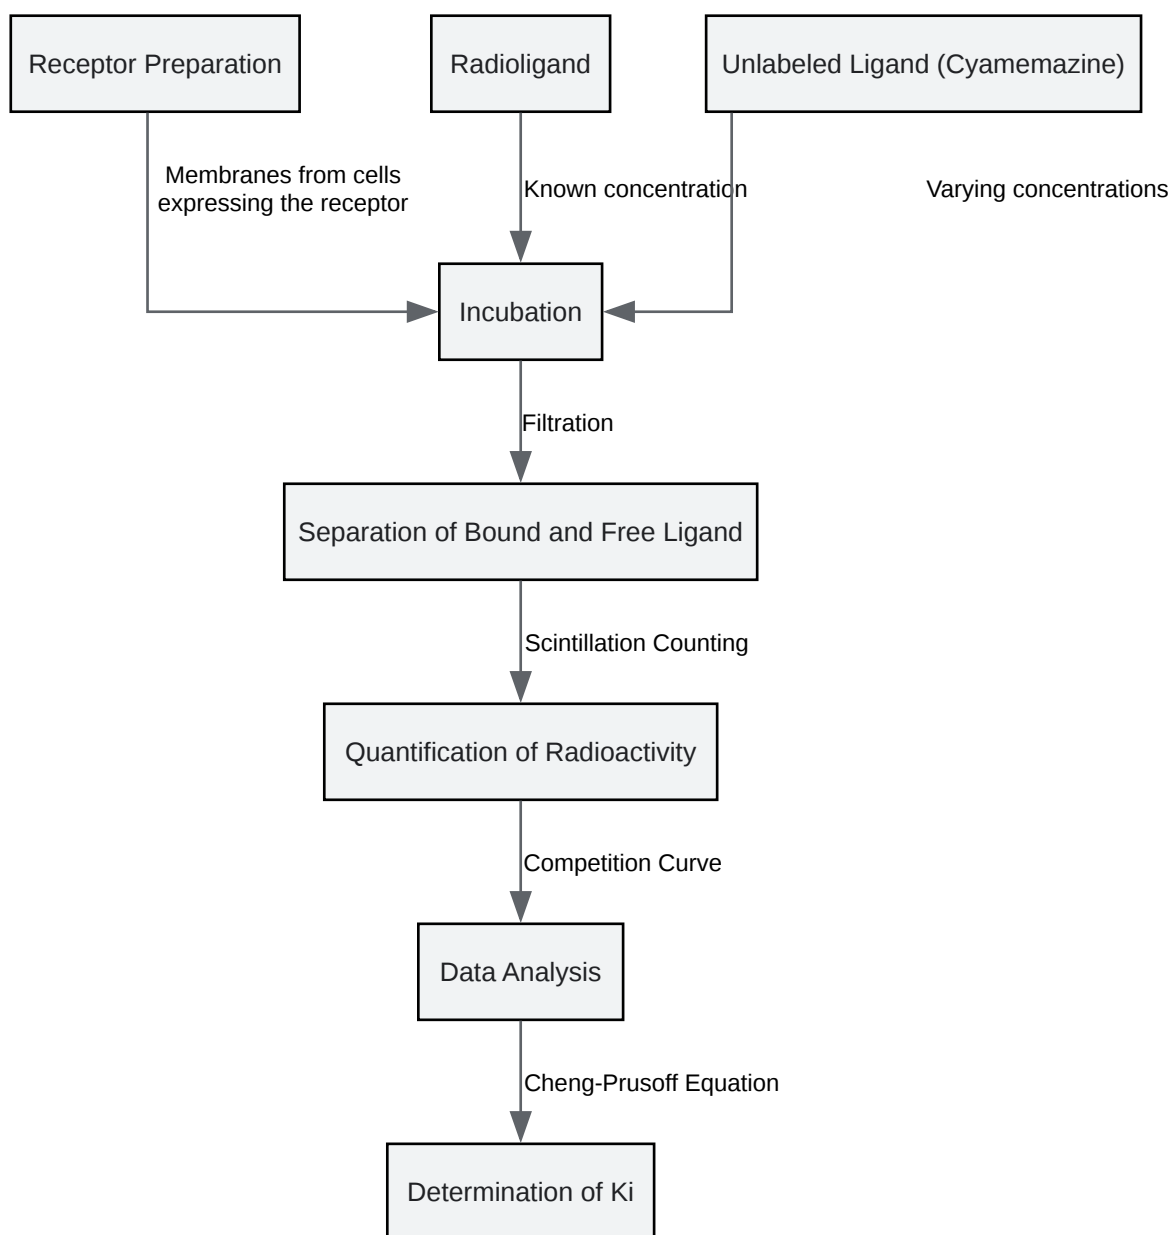 Receptor Preparation
Radioligand
Unlabeled Ligand (Cyamemazine)
Membranes from cells
expressing the receptor
Known concentration
Varying concentrations
Incubation
Filtration
Separation of Bound and Free Ligand
Scintillation Counting
Quantification of Radioactivity
Competition Curve
Data Analysis
Cheng-Prusoff Equation
Determination of Ki